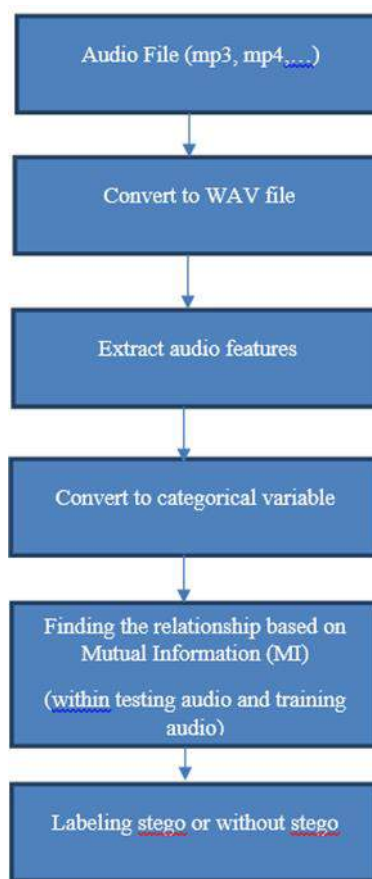 Audio File (mp3, mp4,…)
Convert to WAV file
Extract audio features
Convert to categorical variable
Finding the relationship based on
Mutual Information (MI)
(within testing audio and training
audio)
Labeling stego or without stego